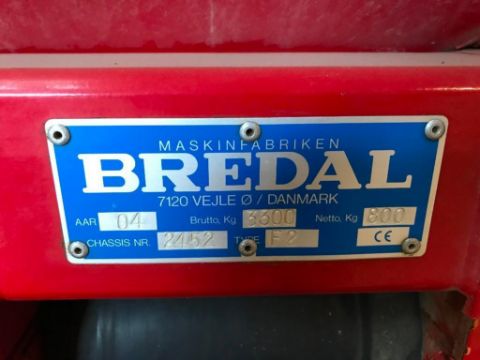 MASKINFABRIKEN
BREDAL
7120 VEJLE Ø / DANMARK
AAR 04 Brutto, Kg 3300 Netto, Kg 800
CHASSIS NR. 2452 TYPE F2 CE